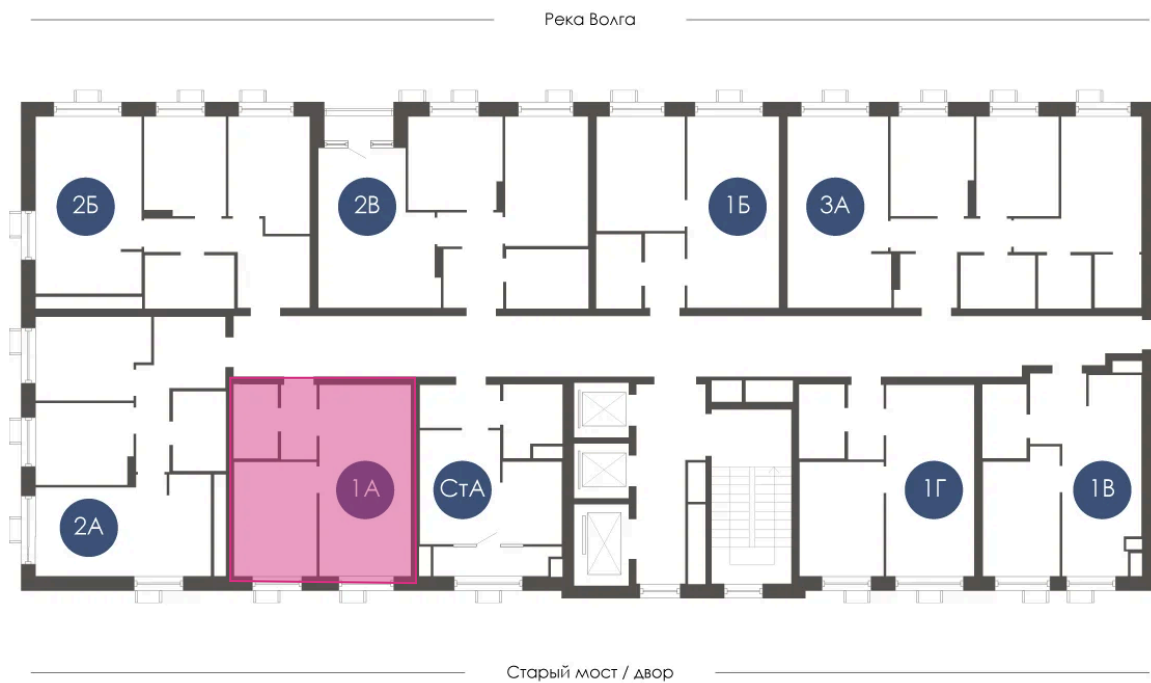 Река Волга
2Б
2В
1Б
3А
1А
СтА
1Г
1В
2А
Старый мост / двор